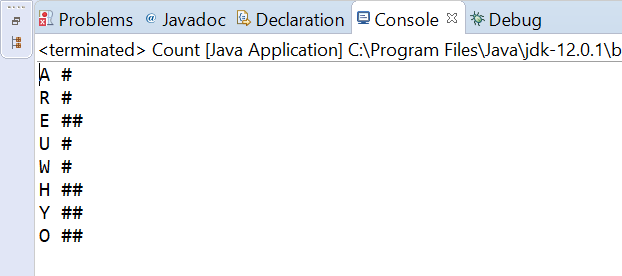 Problems @ Javadoc Declaration Console Debug
<terminated> Count [Java Application] C:\Program Files\Java\jdk-12.0.1\b
A #
R #
E ##
U #
W #
H ##
Y ##
O ##